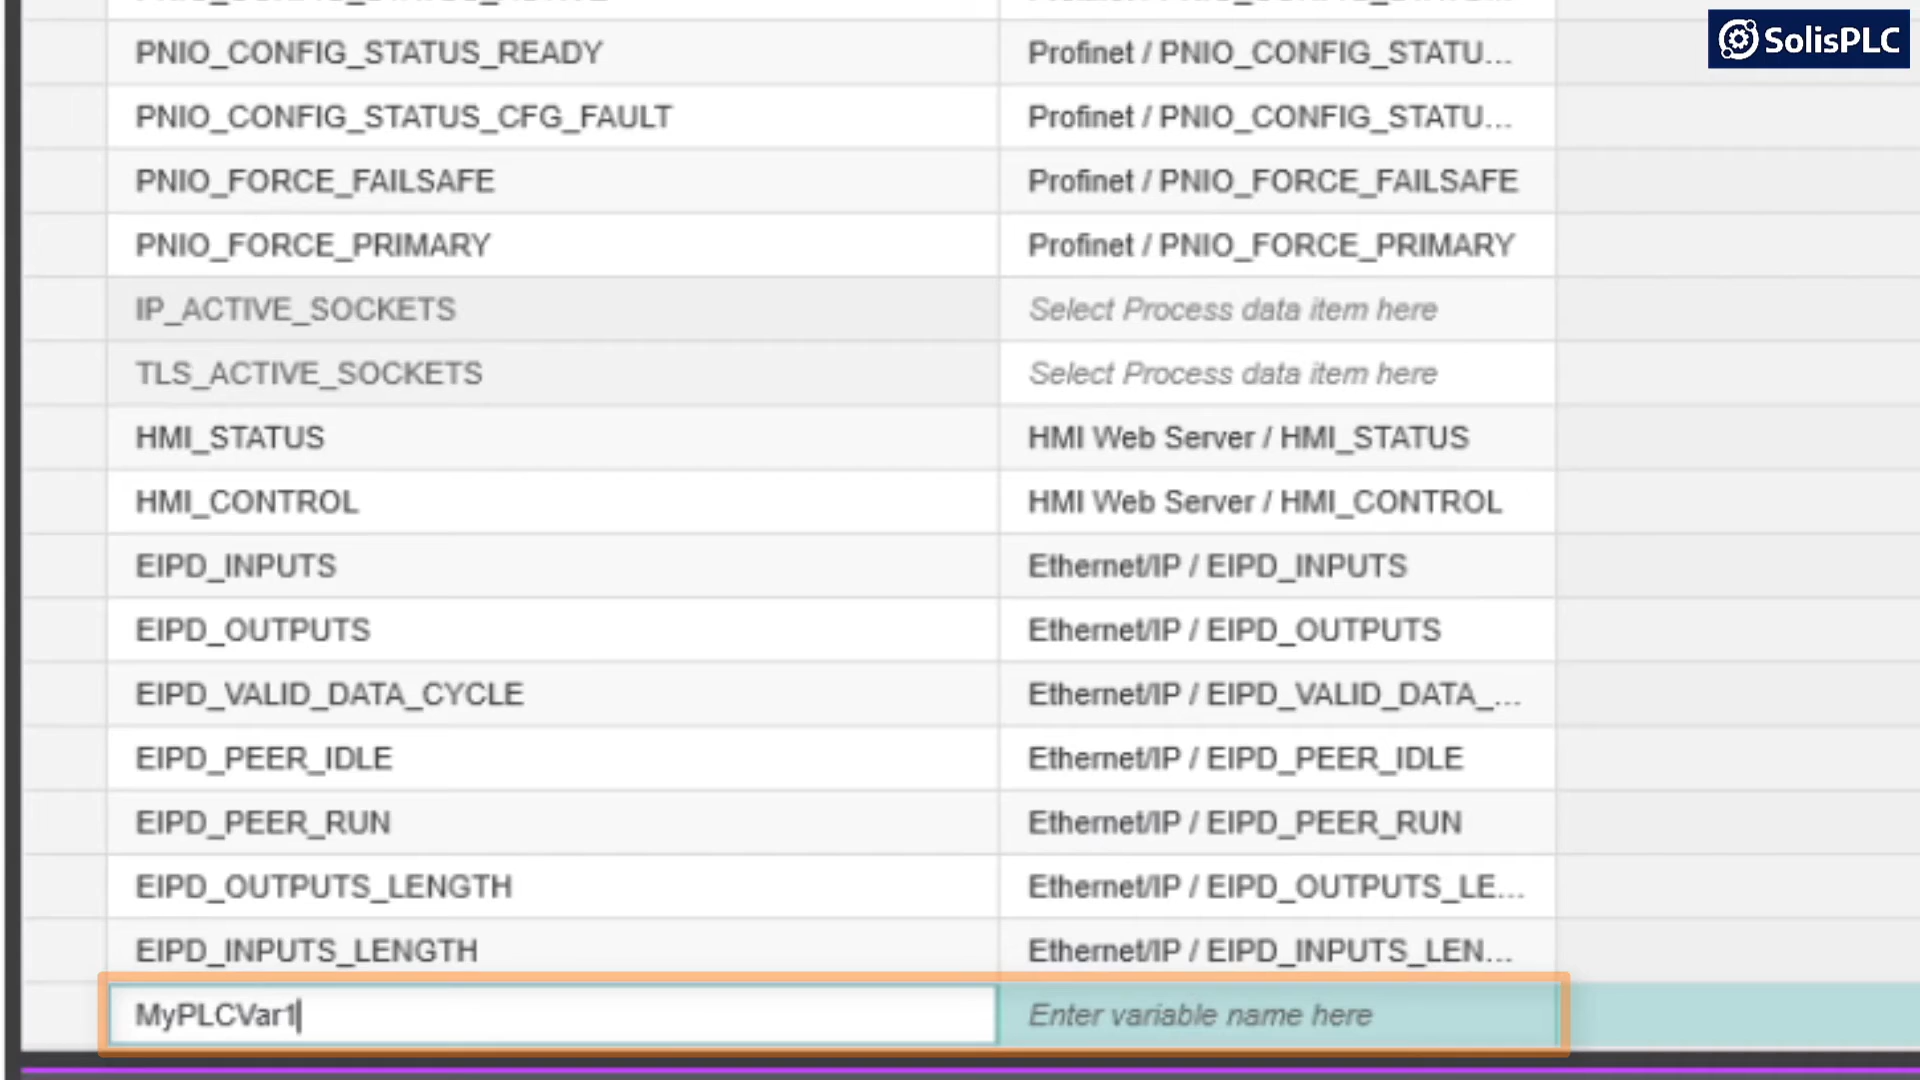 SolisPLC
PNIO_CONFIG_STATUS_READY Profinet / PNIO_CONFIG_STATU...
PNIO_CONFIG_STATUS_CFG_FAULT Profinet / PNIO_CONFIG_STATU...
PNIO_FORCE_FAILSAFE Profinet / PNIO_FORCE_FAILSAFE
PNIO_FORCE_PRIMARY Profinet / PNIO_FORCE_PRIMARY
IP_ACTIVE_SOCKETS Select Process data item here
TLS_ACTIVE_SOCKETS Select Process data item here
HMI_STATUS HMI Web Server / HMI_STATUS
HMI_CONTROL HMI Web Server / HMI_CONTROL
EIPD_INPUTS Ethernet/IP / EIPD_INPUTS
EIPD_OUTPUTS Ethernet/IP / EIPD_OUTPUTS
EIPD_VALID_DATA_CYCLE Ethernet/IP / EIPD_VALID_DATA_...
EIPD_PEER_IDLE Ethernet/IP / EIPD_PEER_IDLE
EIPD_PEER_RUN Ethernet/IP / EIPD_PEER_RUN
EIPD_OUTPUTS_LENGTH Ethernet/IP / EIPD_OUTPUTS_LE...
EIPD_INPUTS_LENGTH Ethernet/IP / EIPD_INPUTS_LEN...
MyPLCVar1 Enter variable name here